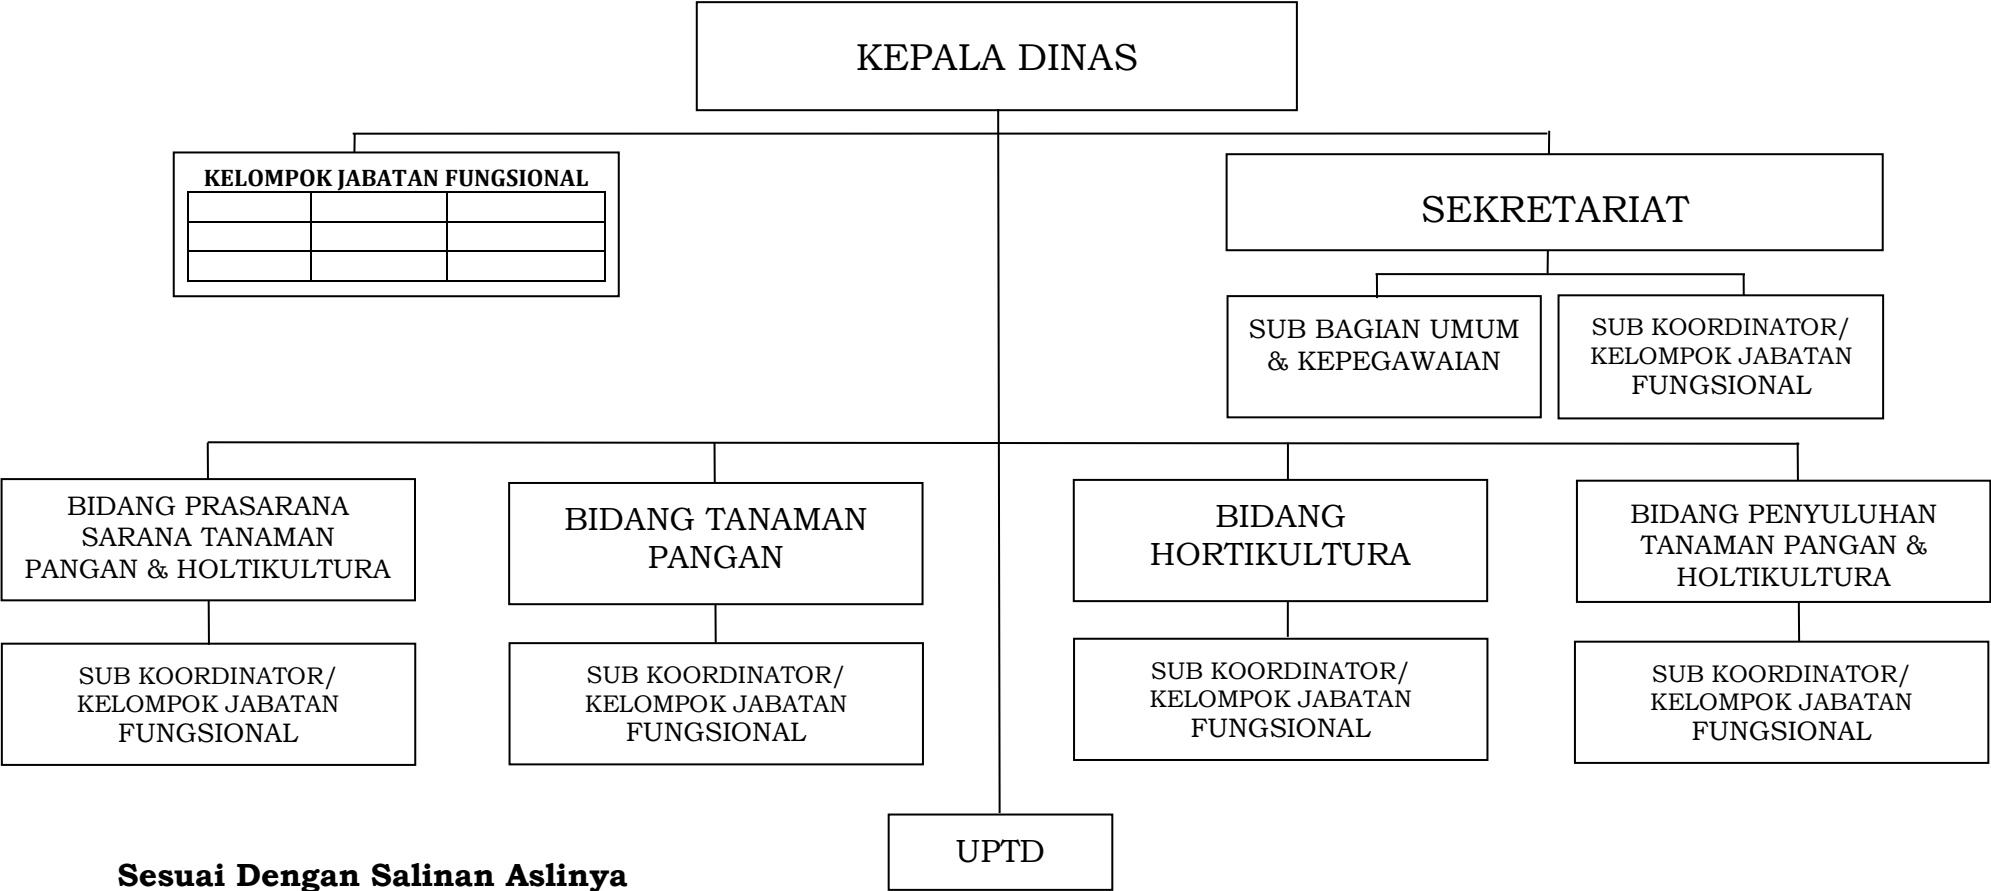 KEPALA DINAS
KELOMPOK JABATAN FUNGSIONAL
SEKRETARIAT
SUB BAGIAN UMUM
& KEPEGAWAIAN
SUB KOORDINATOR/
KELOMPOK JABATAN
FUNGSIONAL
BIDANG PRASARANA
SARANA TANAMAN
PANGAN & HOLTIKULTURA
BIDANG TANAMAN
PANGAN
BIDANG
HORTIKULTURA
BIDANG PENYULUHAN
TANAMAN PANGAN &
HOLTIKULTURA
SUB KOORDINATOR/
KELOMPOK JABATAN
FUNGSIONAL
SUB KOORDINATOR/
KELOMPOK JABATAN
FUNGSIONAL
SUB KOORDINATOR/
KELOMPOK JABATAN
FUNGSIONAL
SUB KOORDINATOR/
KELOMPOK JABATAN
FUNGSIONAL
UPTD
Sesuai Dengan Salinan Aslinya